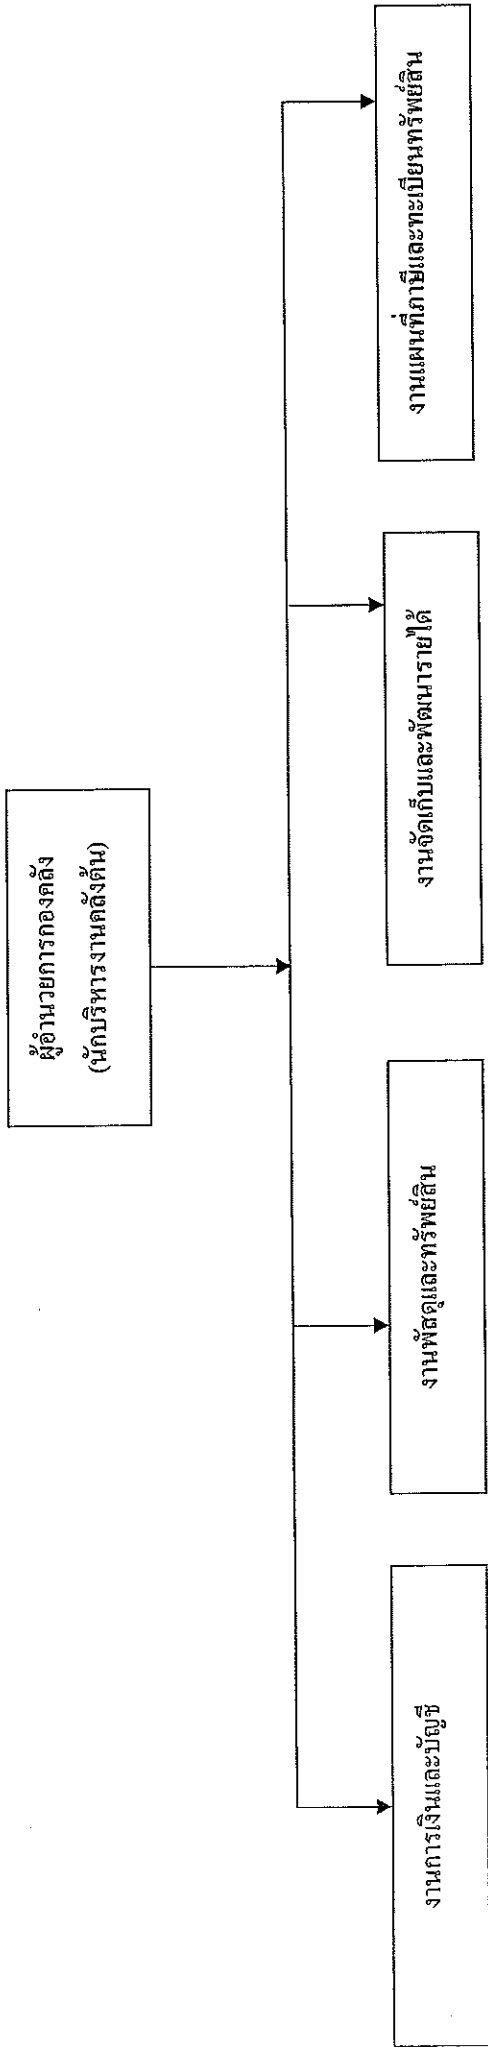 ผู้อำนวยการกองคลัง
(นักบริหารงานคลังต้น)
งานการเงินและบัญชี
งานพัสดุและทรัพย์สิน
งานจัดเก็บและพัฒนารายได้
งานแผนที่ภาษีและทะเบียนทรัพย์สิน